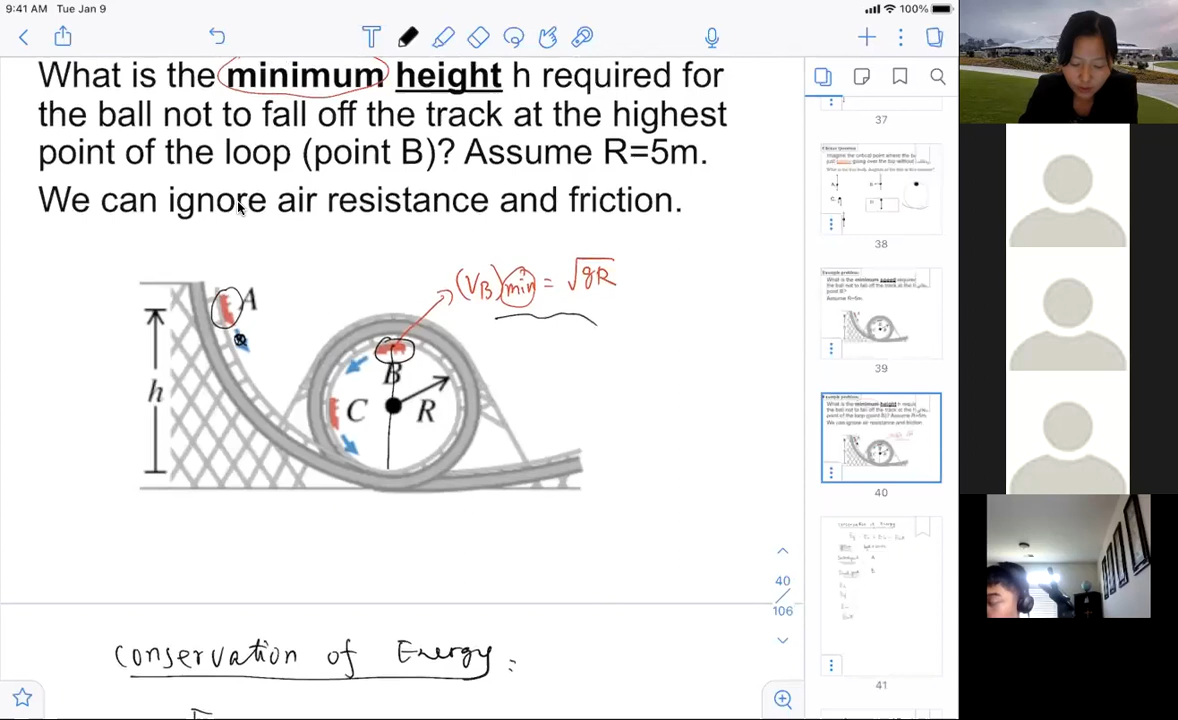 9:41 AM Tue Jan 9
100%
What is the minimum height h required for
the ball not to fall off the track at the highest
point of the loop (point B)? Assume R=5m.
We can ignore air resistance and friction.
(VB)min = √gR
A
h
B
C
R
40
106
Conservation of Energy:
37
38
39
40
41